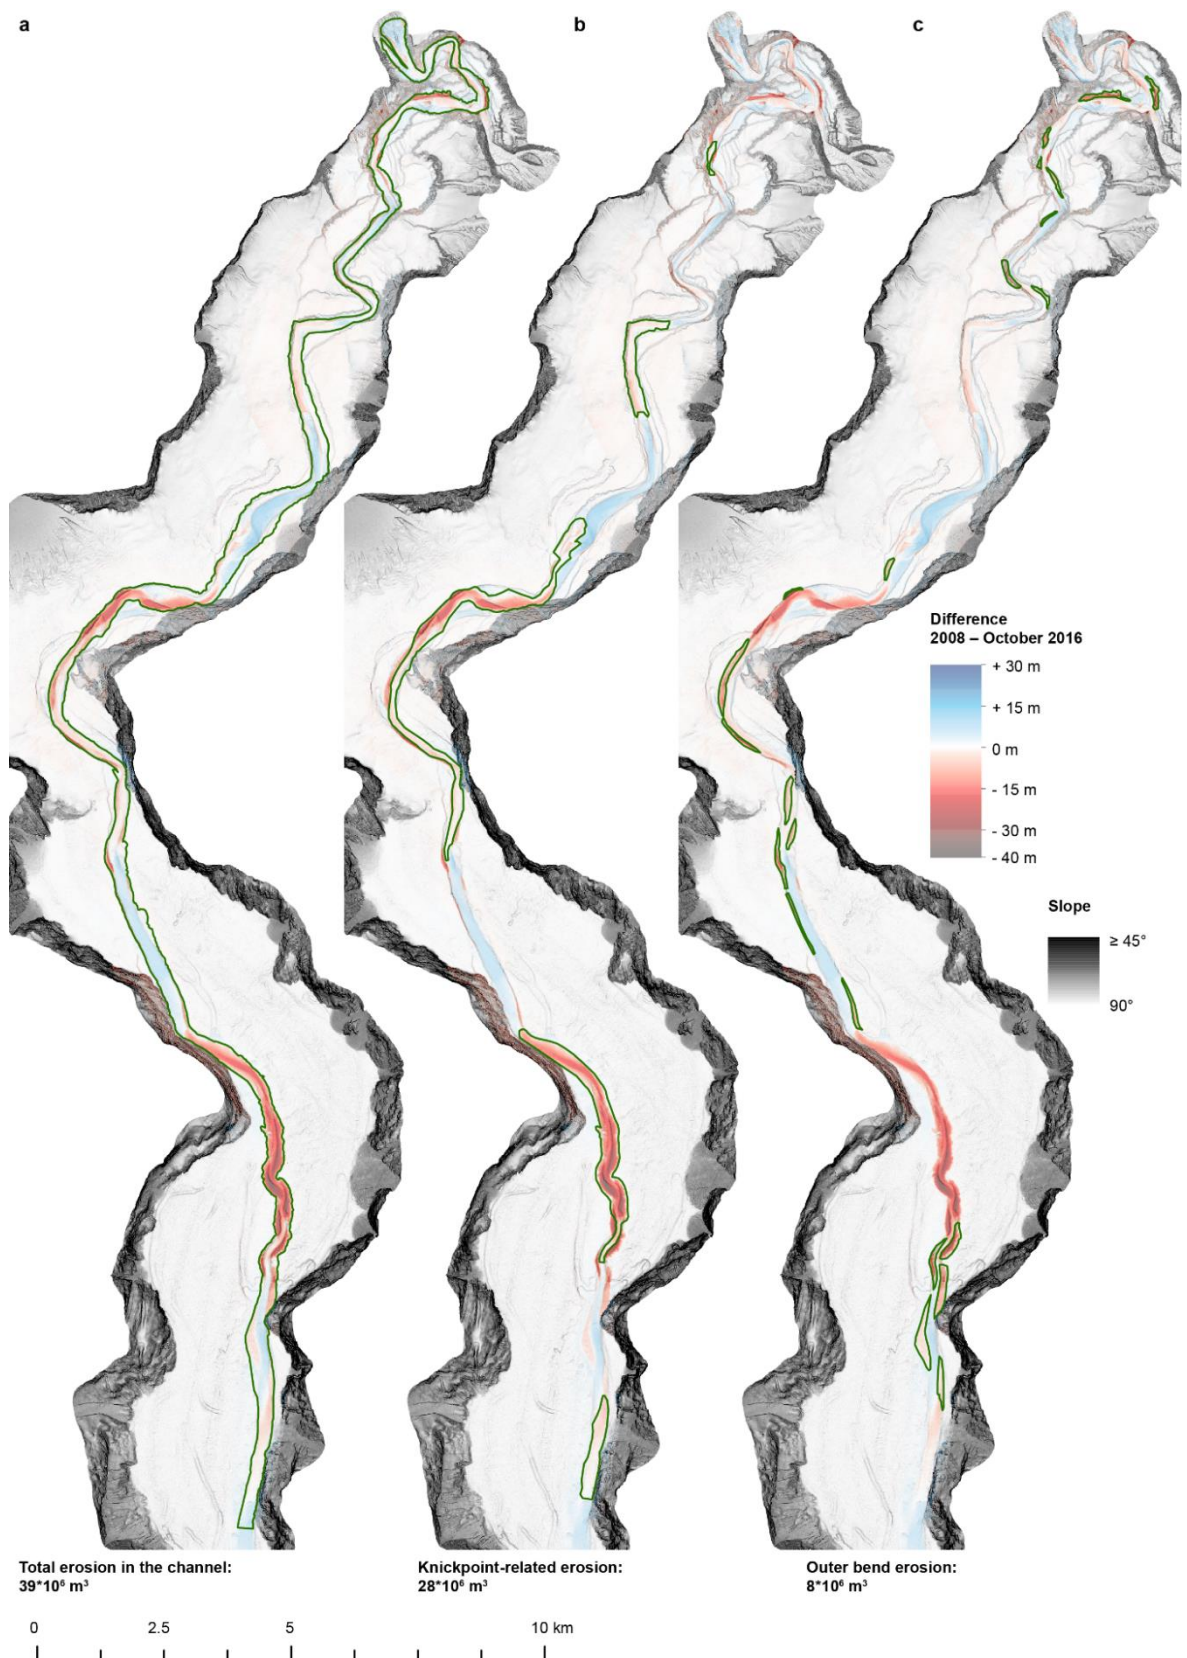 a
b
c
Difference
2008 – October 2016
+ 30 m
+ 15 m
0 m
- 15 m
- 30 m
- 40 m
Slope
≥ 45°
90°
Total erosion in the channel:
39*10⁶ m³
Knickpoint-related erosion:
28*10⁶ m³
Outer bend erosion:
8*10⁶ m³
0 2.5 5 10 km